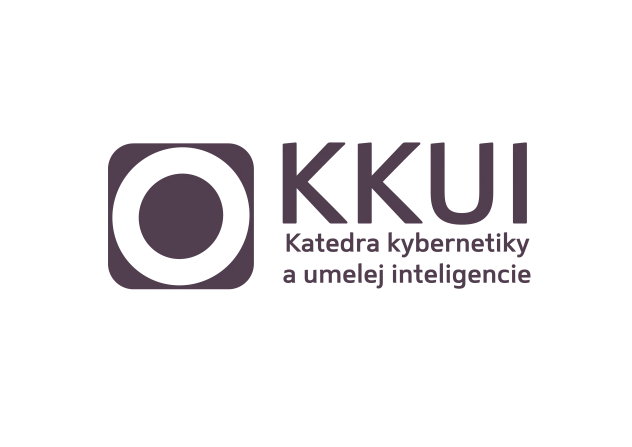 KKUI
Katedra kybernetiky
a umelej inteligencie